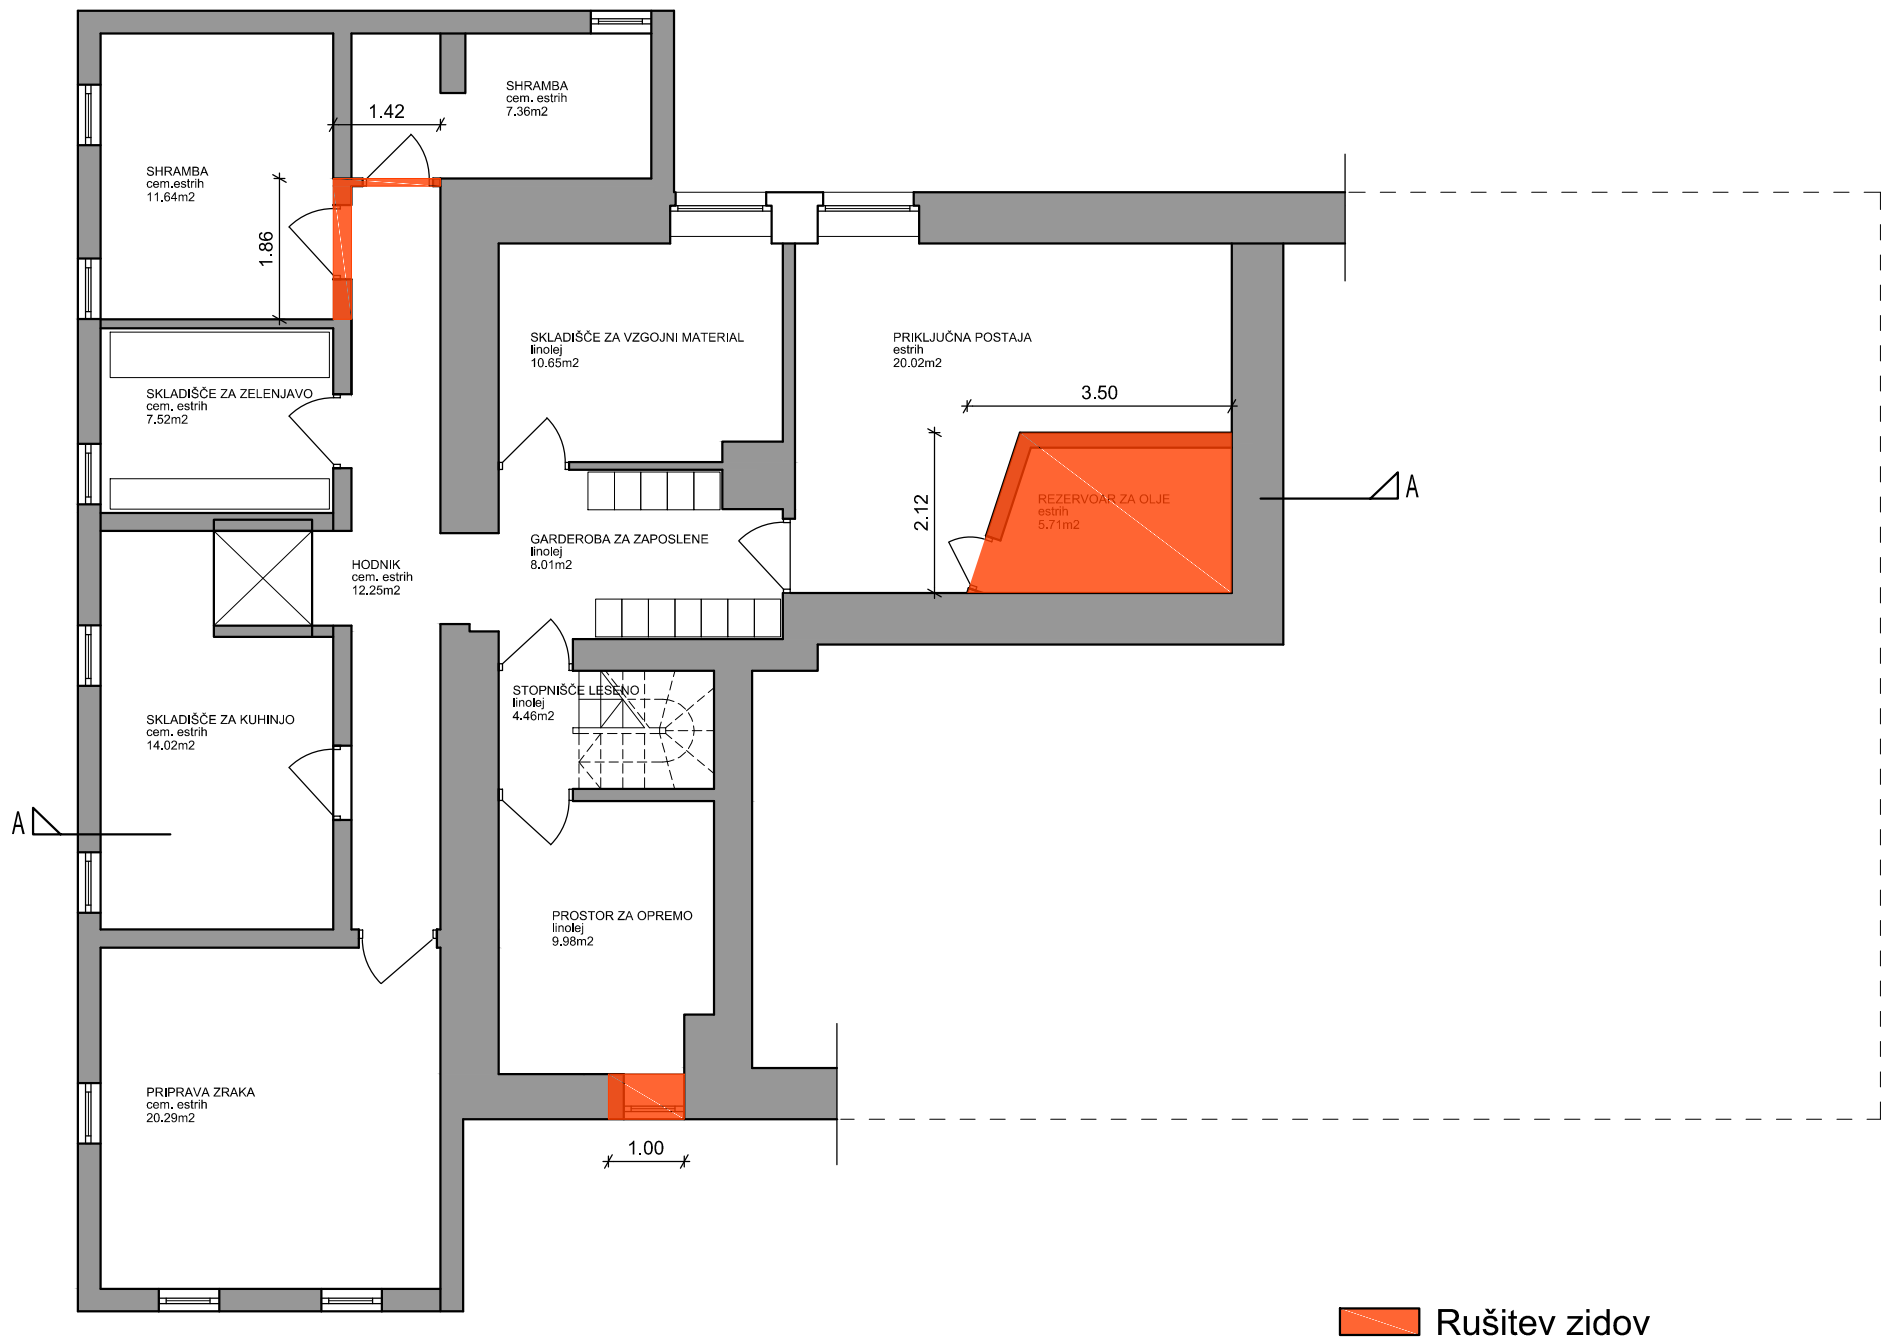 SHRAMBA
cem. estrih
7.36m2
1.42
SHRAMBA
cem.estrih
11.64m2
1.86
SKLADIŠČE ZA VZGOJNI MATERIAL
linolej
10.65m2
PRIKLJUČNA POSTAJA
estrih
20.02m2
SKLADIŠČE ZA ZELENJAVO
cem. estrih
7.52m2
3.50
2.12
REZERVOAR ZA OLJE
estrih
5.71m2
A
GARDEROBA ZA ZAPOSLENE
linolej
8.01m2
HODNIK
cem. estrih
12.25m2
STOPNIŠČE LESENO
linolej
4.46m2
SKLADIŠČE ZA KUHINJO
cem. estrih
14.02m2
A
PROSTOR ZA OPREMO
linolej
9.98m2
PRIPRAVA ZRAKA
cem. estrih
20.29m2
1.00
Rušitev zidov